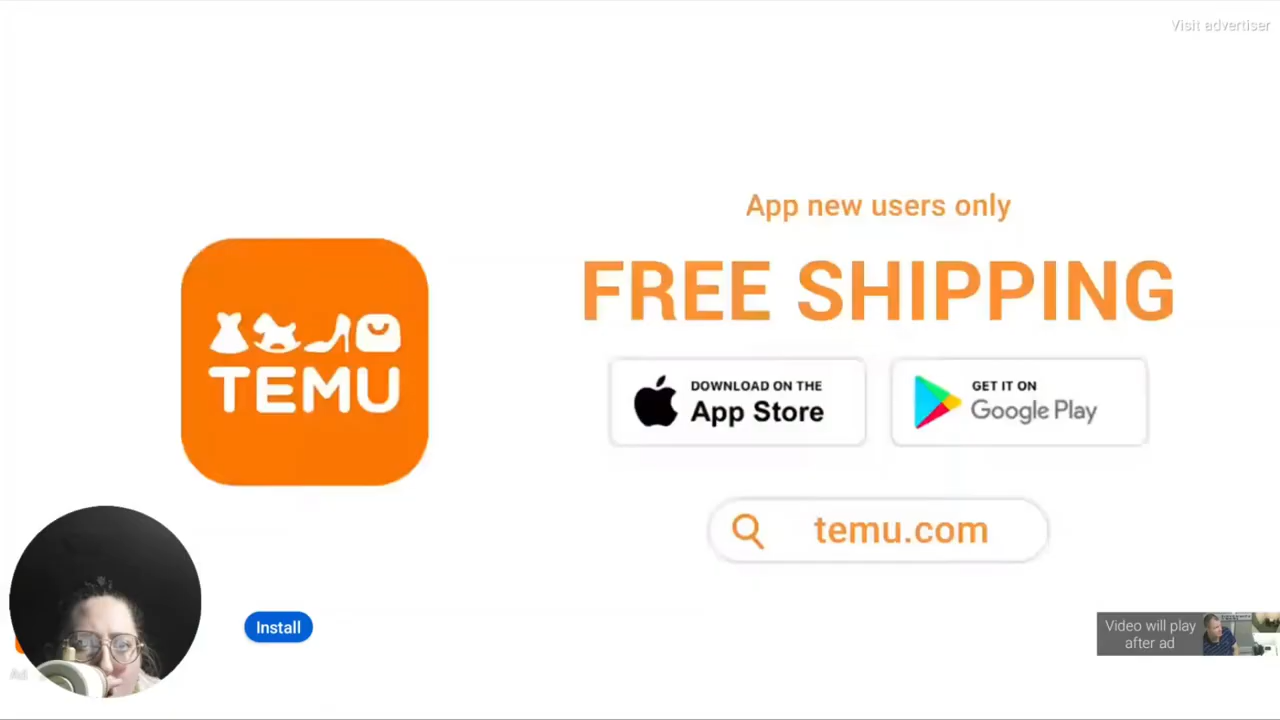 Visit advertiser
App new users only
FREE SHIPPING
TEMU
DOWNLOAD ON THE
App Store
GET IT ON
Google Play
temu.com
Install
Video will play
after ad
Ad